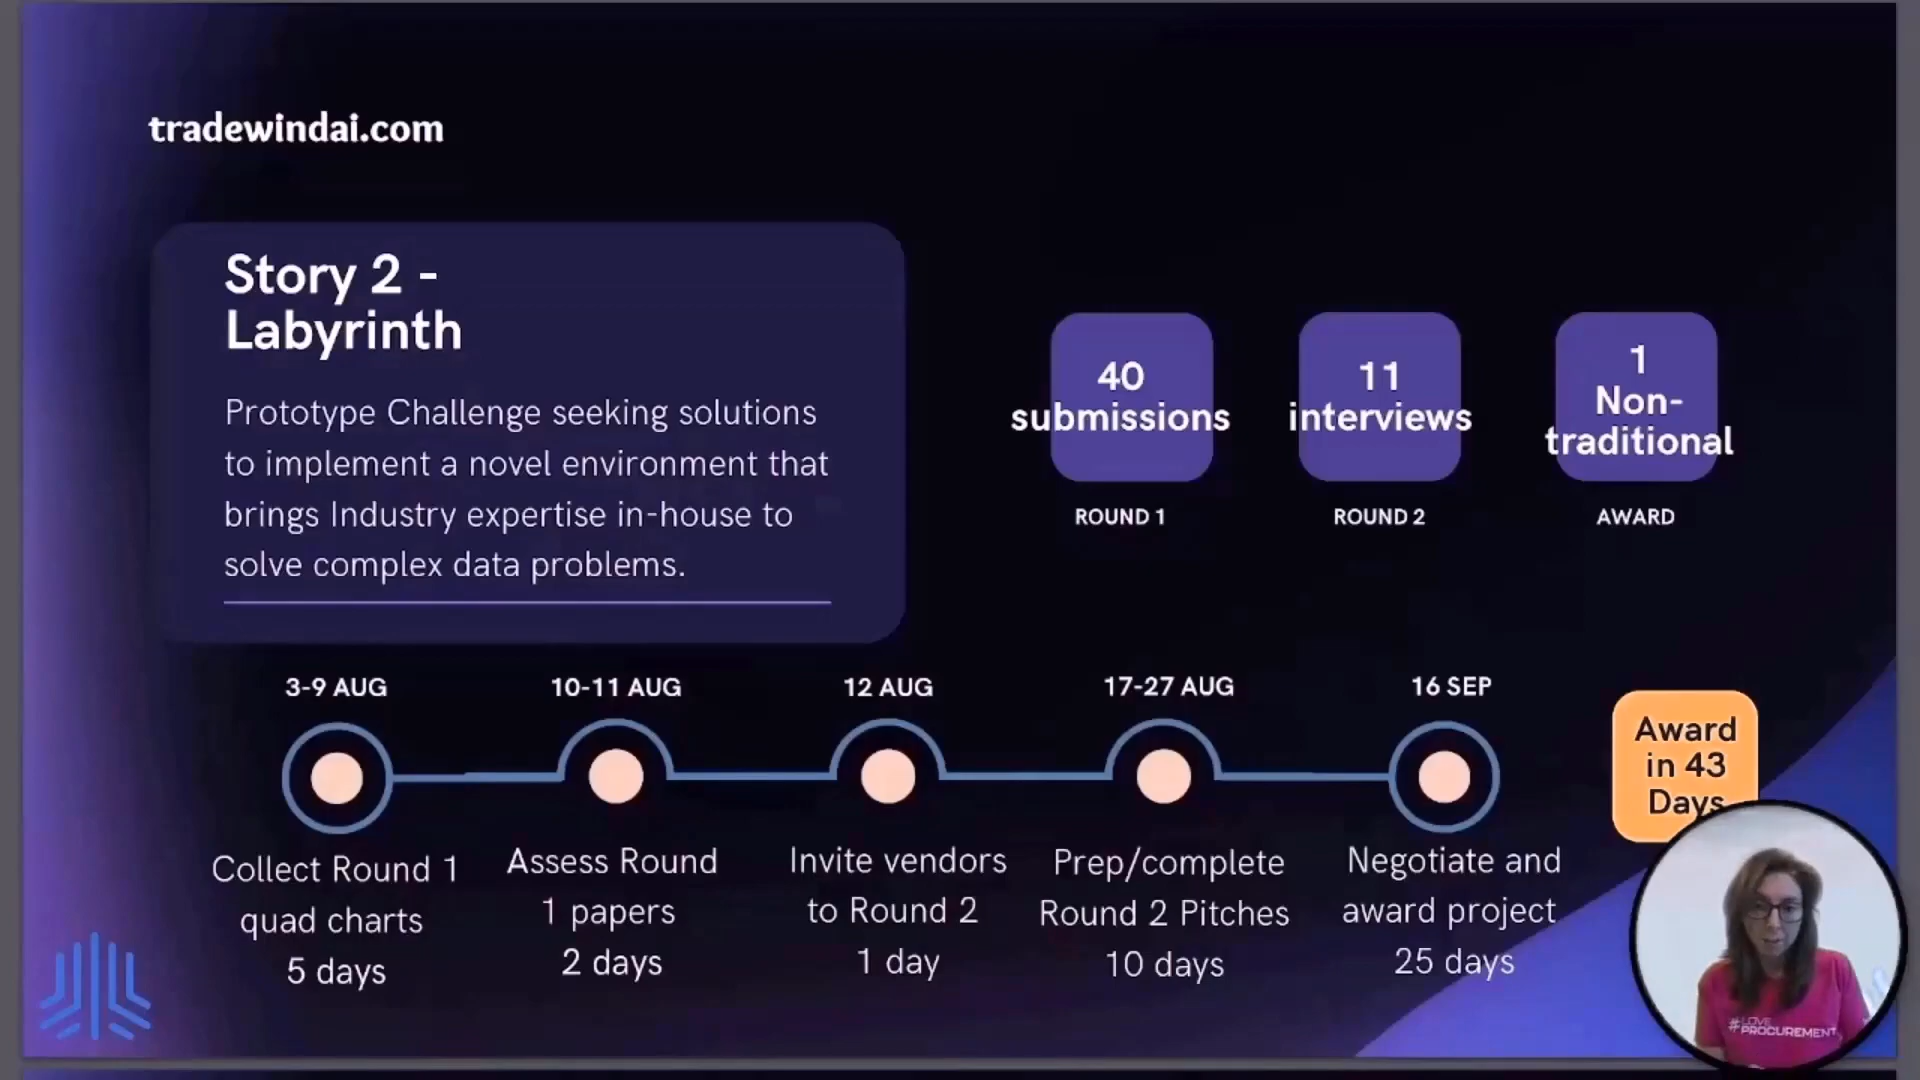 tradewindai.com
Story 2 -
Labyrinth
Prototype Challenge seeking solutions
to implement a novel environment that
brings Industry expertise in-house to
solve complex data problems.
40
submissions
ROUND 1
11
interviews
ROUND 2
1
Non-
traditional
AWARD
3-9 AUG
Collect Round 1
quad charts
5 days
10-11 AUG
Assess Round
1 papers
2 days
12 AUG
Invite vendors
to Round 2
1 day
17-27 AUG
Prep/complete
Round 2 Pitches
10 days
16 SEP
Negotiate and
award project
25 days
Award
in 43
Days
#LOVE
PROCUREMENT